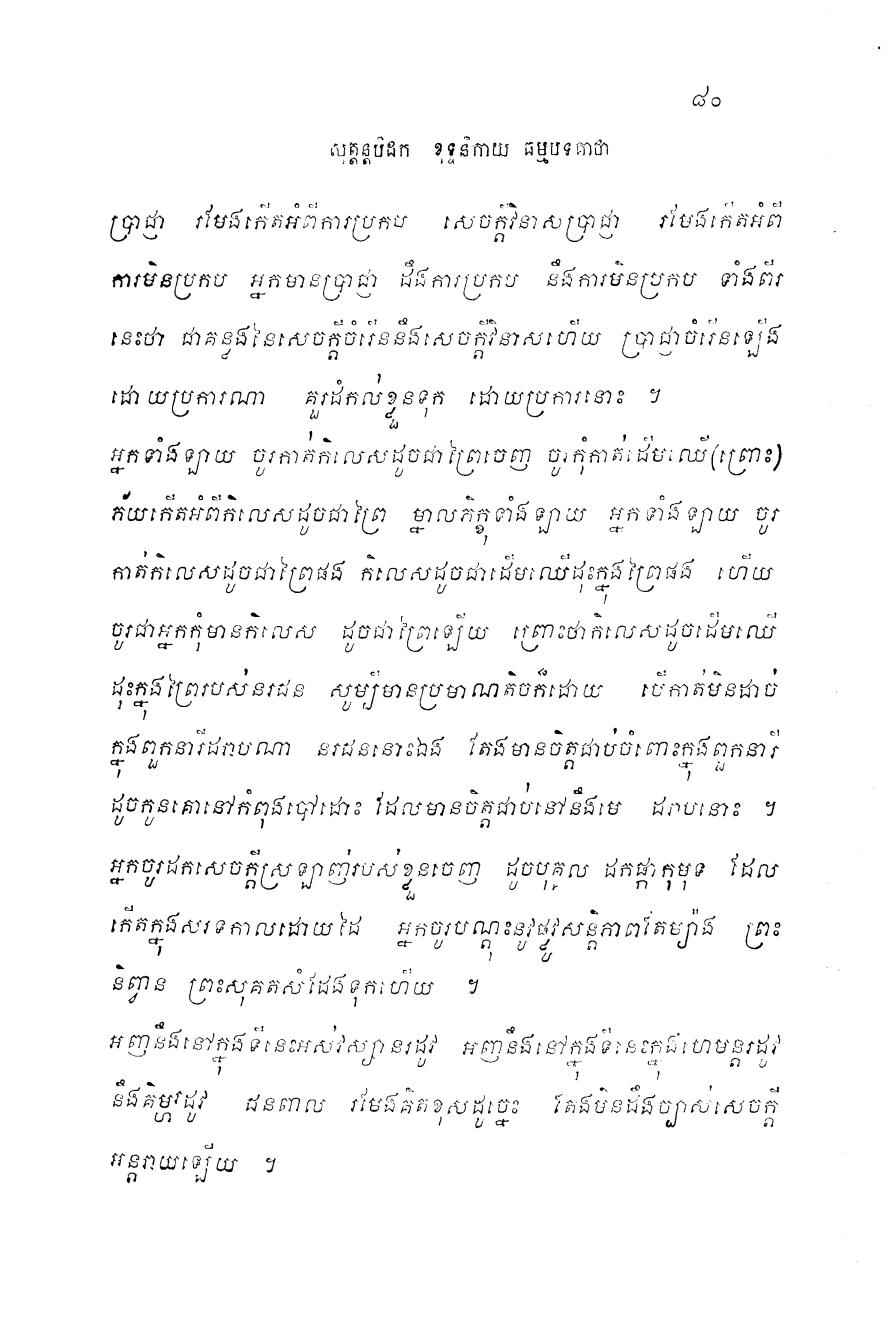 ៨០
សុត្តន្តបិដក ខុទ្ទនិកាយ ធម្មបទគាថា
ប្រាជ្ញា រមែងកើតអំពីការប្រកប សេចក្តីវិនាសប្រាជ្ញា រមែងកើតអំពី
ការមិនប្រកប អ្នកមានប្រាជ្ញា ដឹងការប្រកប នឹងការមិនប្រកប ទាំងពីរ
នេះថា ជាគន្លងនៃសេចក្តីចំរើននឹងសេចក្តីវិនាសហើយ ប្រាជ្ញាចំរើនឡើង
ដោយប្រការណា គួរដំកល់ខ្លួនទុក ដោយប្រការនោះ ។
អ្នកទាំងឡាយ ចូរកាត់កិលេសដូចជាព្រៃចេញ ចូរកុំកាត់ដើមឈើ(ព្រោះ)
ភ័យកើតអំពីកិលេសដូចជាព្រៃ ម្នាលភិក្ខុទាំងឡាយ អ្នកទាំងឡាយ ចូរ
កាត់កិលេសដូចជាព្រៃផង កិលេសដូចជាដើមឈើដុះក្នុងព្រៃផង ហើយ
ចូរជាអ្នកកុំមានកិលេស ដូចជាព្រៃឡើយ ព្រោះថាកិលេសដូចដើមឈើ
ដុះក្នុងព្រៃរបស់នរជន សូម្បីមានប្រមាណតិចក៏ដោយ បើកាត់មិនដាច់
ក្នុងពួកនារីដរាបណា នរជននោះឯង តែងមានចិត្តជាប់ចំពោះក្នុងពួកនារី
ដូចកូនគោនៅកំពុងបៅដោះ ដែលមានចិត្តជាប់នៅនឹងមេ ដរាបនោះ ។
អ្នកចូរដកសេចក្តីស្រឡាញ់របស់ខ្លួនចេញ ដូចបុគ្គល ដកផ្កាកុមុទ ដែល
កើតក្នុងសរទកាលដោយដៃ អ្នកចូរបណ្តុះនូវផ្លូវសន្តិភាពតែម្យ៉ាង ព្រះ
និព្វាន ព្រះសុគតសំដែងទុកហើយ ។
អញនឹងនៅក្នុងទីនេះអស់វស្សានរដូវ អញនឹងនៅក្នុងទីនេះក្នុងហេមន្តរដូវ
នឹងគិម្ហរដូវ ជនពាល រមែងគិតខុសដូច្នេះ តែងមិនដឹងច្បាស់សេចក្តី
អន្តរាយឡើយ ។